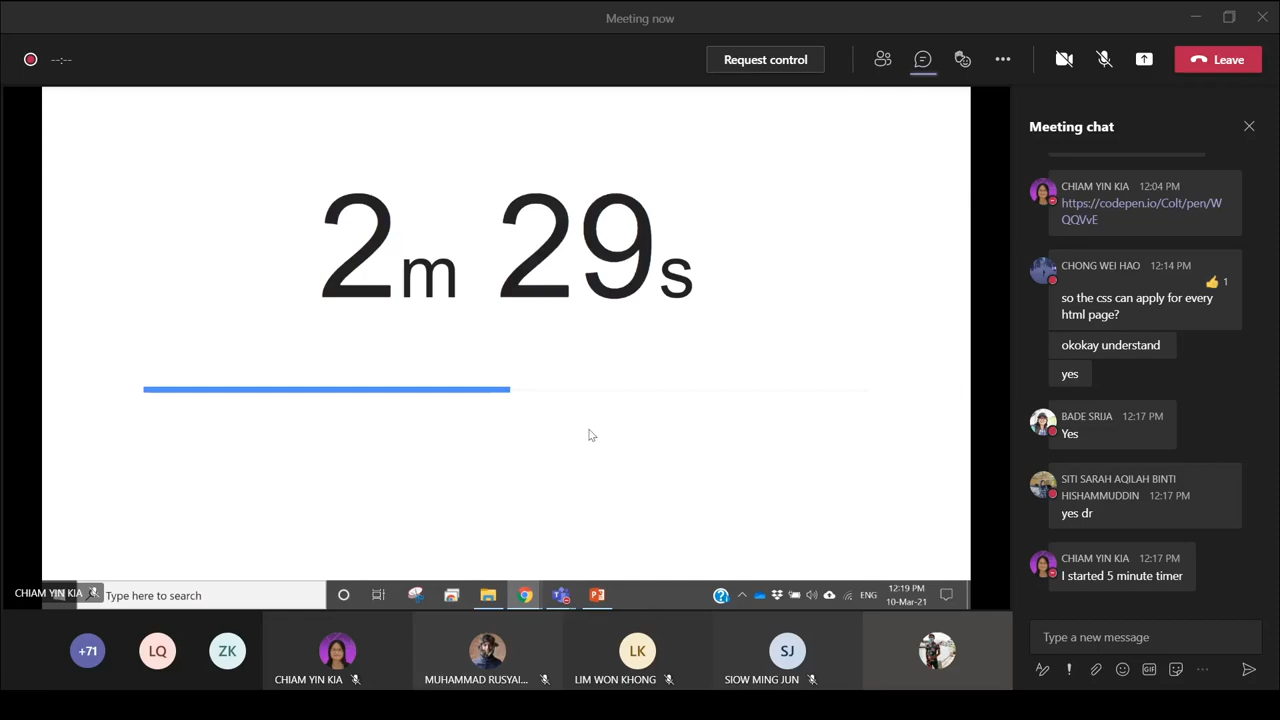 Meeting now
--:--
Request control
Leave
2m 29s
Meeting chat
CHIAM YIN KIA 12:04 PM
https://codepen.io/Colt/pen/W
QQVvE
CHONG WEI HAO 12:14 PM
👍 1
so the css can apply for every
html page?
okokay understand
yes
BADE SRIJA 12:17 PM
Yes
SITI SARAH AQILAH BINTI
HISHAMMUDDIN 12:17 PM
yes dr
CHIAM YIN KIA 12:17 PM
I started 5 minute timer
CHIAM YIN KIA
Type here to search
ENG
12:19 PM
10-Mar-21
+71
LQ
ZK
CHIAM YIN KIA
MUHAMMAD RUSYAI...
LK
LIM WON KHONG
SJ
SIOW MING JUN
Type a new message
GIF